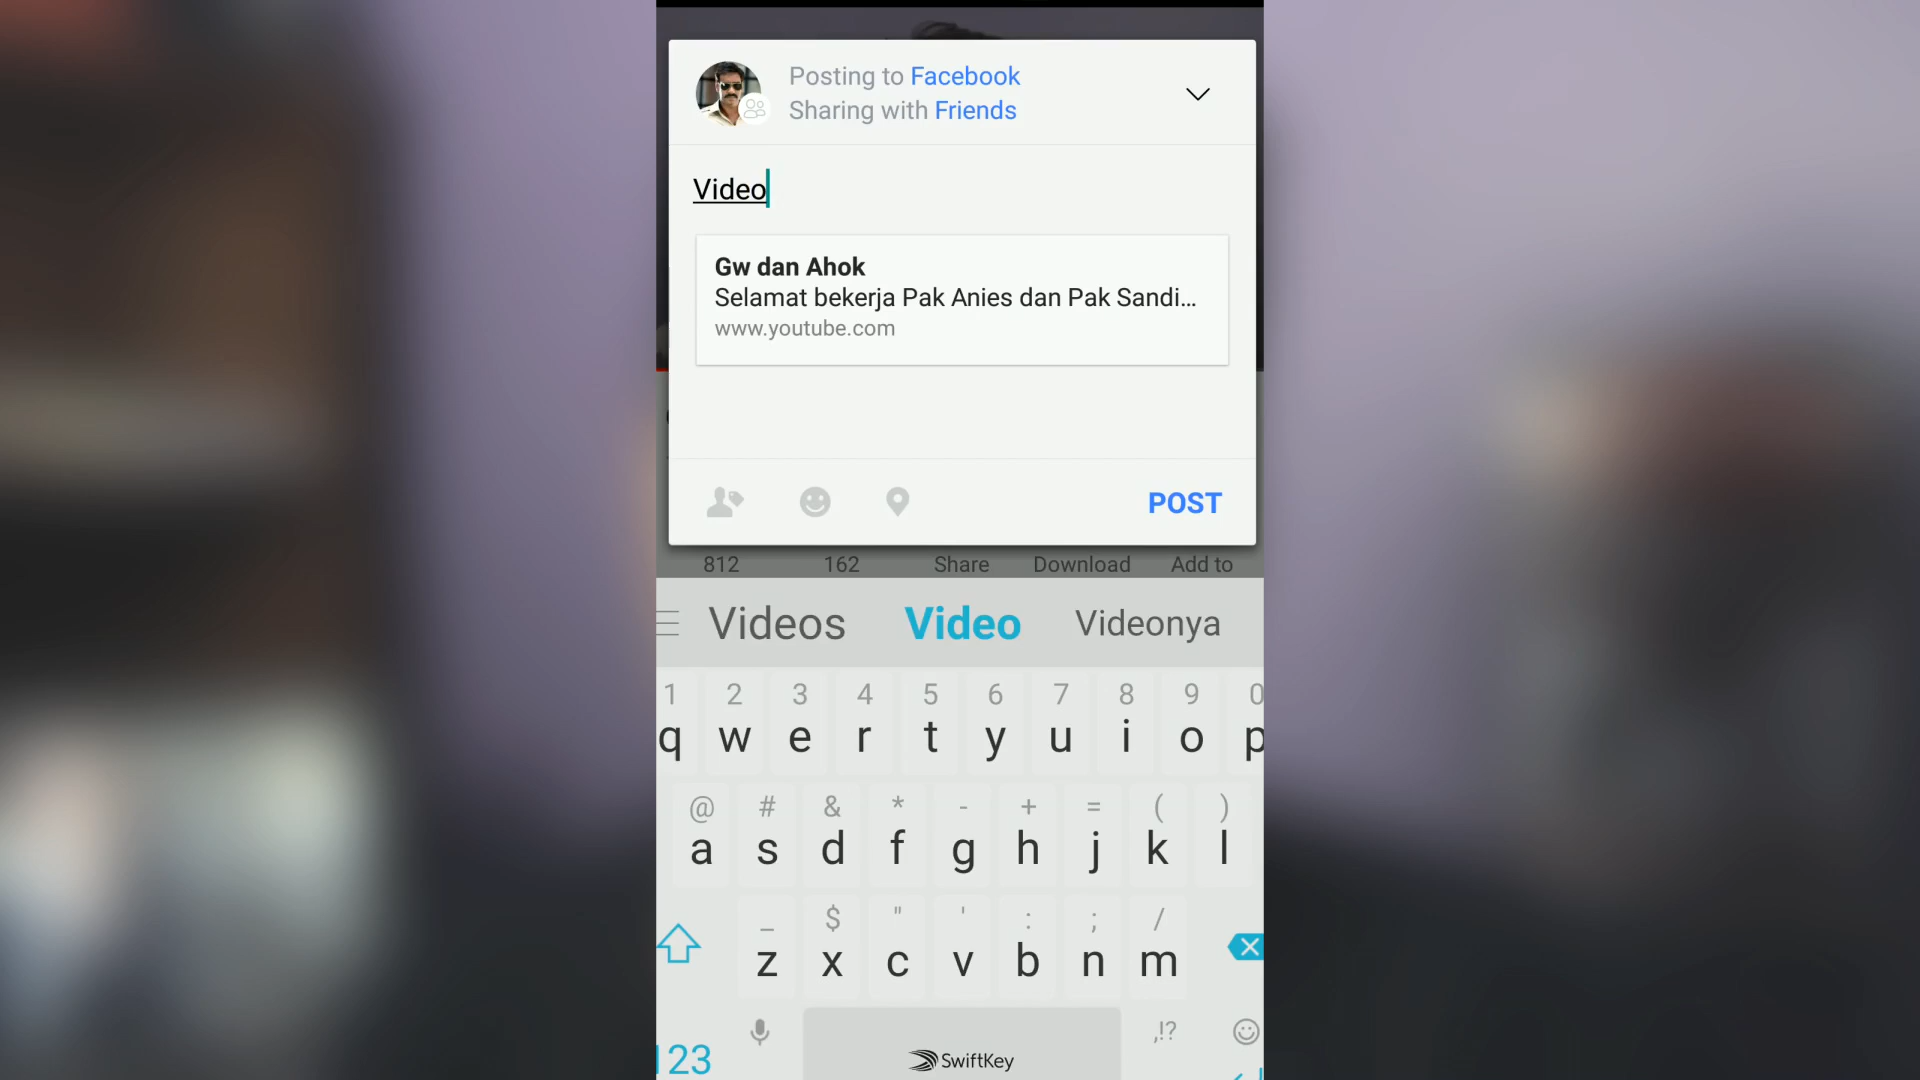 Posting to Facebook
Sharing with Friends
Video
Gw dan Ahok
Selamat bekerja Pak Anies dan Pak Sandi...
www.youtube.com
POST
812 162 Share Download Add to
Videos Video Videonya
1 2 3 4 5 6 7 8 9 0
q w e r t y u i o p
@ # & * - + = ( )
a s d f g h j k l
_ $ " ' : ; /
z x c v b n m
,!?
123 SwiftKey